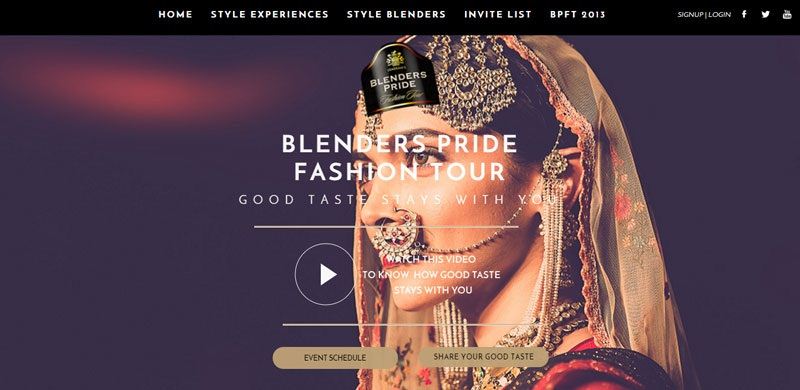 HOME STYLE EXPERIENCES STYLE BLENDERS INVITE LIST BPFT 2013 SIGNUP | LOGIN
BLENDERS
PRIDE
Fashion Tour
BLENDERS PRIDE
FASHION TOUR
GOOD TASTE STAYS WITH YOU
WATCH THIS VIDEO
TO KNOW HOW GOOD TASTE
STAYS WITH YOU
EVENT SCHEDULE SHARE YOUR GOOD TASTE